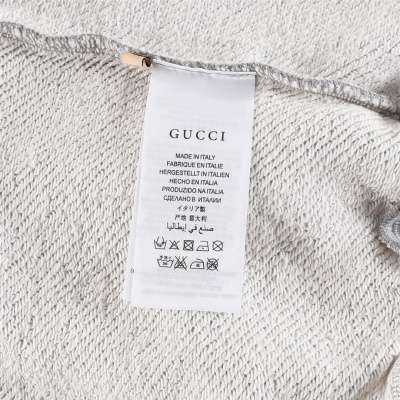 GUCCI
MADE IN ITALY
FABRIQUE EN ITALIE
HERGESTELLT IN ITALIEN
HECHO EN ITALIA
PRODUZIDO NA ITALIA
СДЕЛАНО В ИТАЛИИ
イタリア製
产地 意大利
صنع في إيطاليا